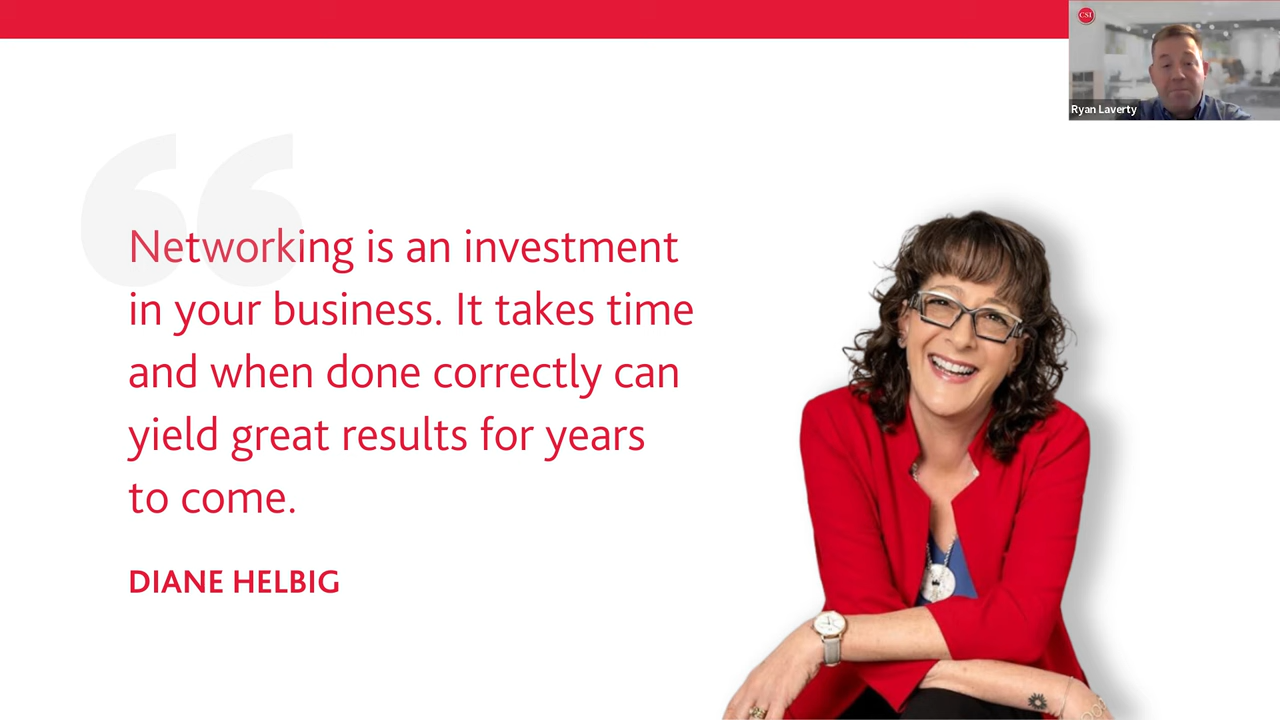 CSI
Ryan Laverty
Networking is an investment
in your business. It takes time
and when done correctly can
yield great results for years
to come.
DIANE HELBIG